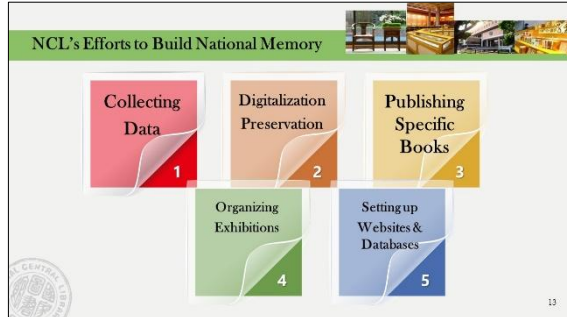 NCL's Efforts to Build National Memory
Collecting
Data
1
Digitalization
Preservation
2
Publishing
Specific
Books
3
Organizing
Exhibitions
4
Setting up
Websites &
Databases
5
CENTRAL
13